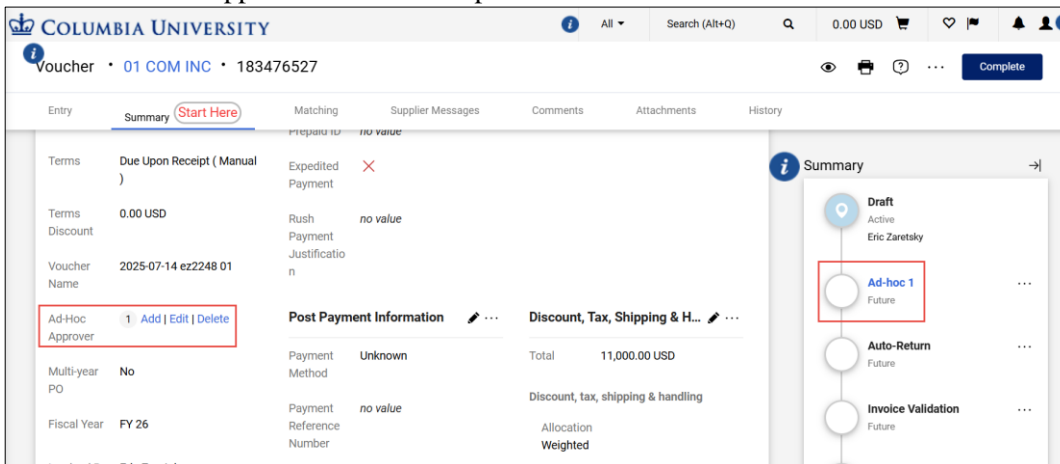 COLUMBIA UNIVERSITY
All
Search (Alt+Q)
0.00 USD
Voucher • 01 COM INC • 183476527
Complete
Entry
Summary
Start Here
Matching
Supplier Messages
Comments
Attachments
History
Terms
Due Upon Receipt ( Manual
)
Terms
Discount
0.00 USD
Voucher
Name
2025-07-14 ez2248 01
Ad-Hoc
Approver
1 Add | Edit | Delete
Multi-year
PO
No
Fiscal Year
FY 26
Prepaid ID
no value
Expedited
Payment
Rush
Payment
Justificatio
n
no value
Post Payment Information
Payment
Method
Unknown
Payment
Reference
Number
no value
Discount, Tax, Shipping & H...
Total
11,000.00 USD
Discount, tax, shipping & handling
Allocation
Weighted
Summary
Draft
Active
Eric Zaretsky
Ad-hoc 1
Future
Auto-Return
Future
Invoice Validation
Future